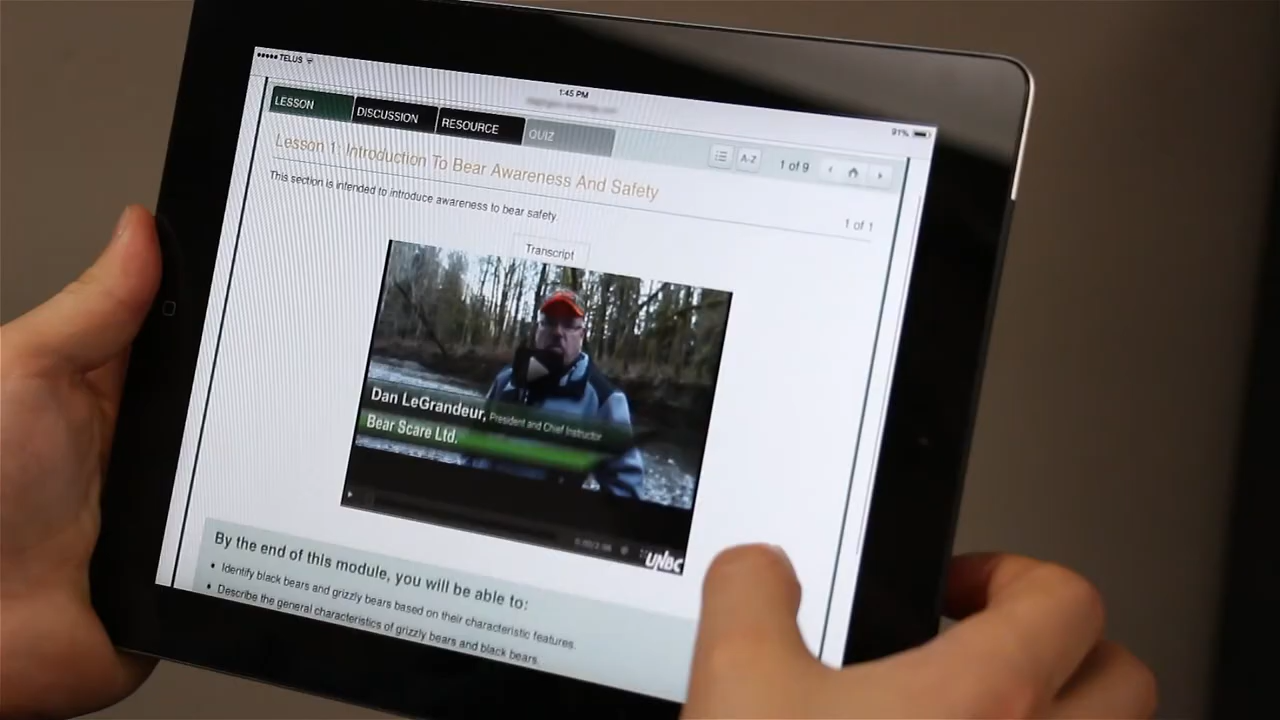 TELUS
1:45 PM
91%
LESSON DISCUSSION RESOURCE QUIZ
A-Z 1 of 9
Lesson 1: Introduction To Bear Awareness And Safety
This section is intended to introduce awareness to bear safety.
1 of 1
Transcript
Dan LeGrandeur, President and Chief Instructor
Bear Scare Ltd.
UNBC
By the end of this module, you will be able to:
• Identify black bears and grizzly bears based on their characteristic features.
• Describe the general characteristics of grizzly bears and black bears.